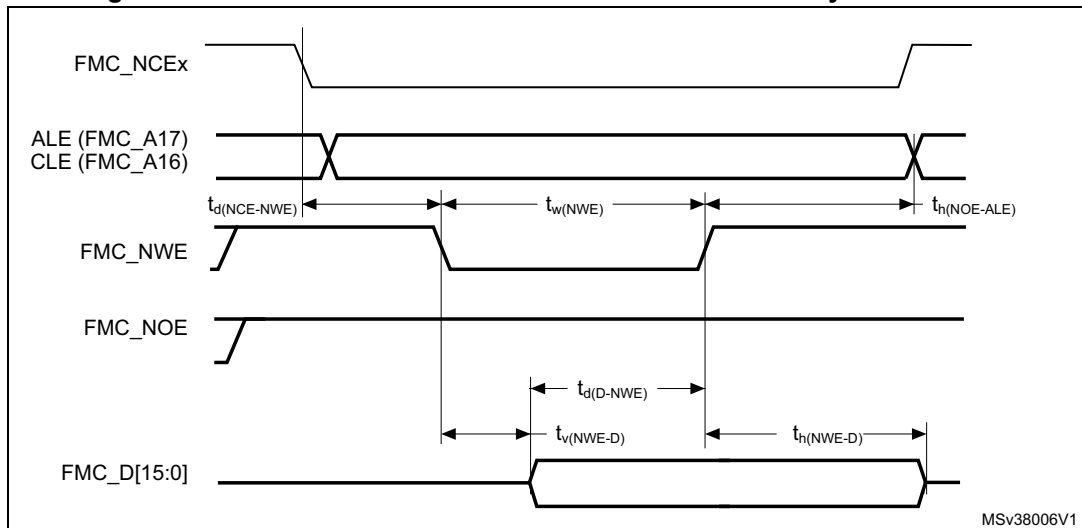 FMC_NCEx
ALE (FMC_A17)
CLE (FMC_A16)
td(NCE-NWE)
tw(NWE)
th(NOE-ALE)
FMC_NWE
FMC_NOE
td(D-NWE)
tv(NWE-D)
th(NWE-D)
FMC_D[15:0]
MSv38006V1